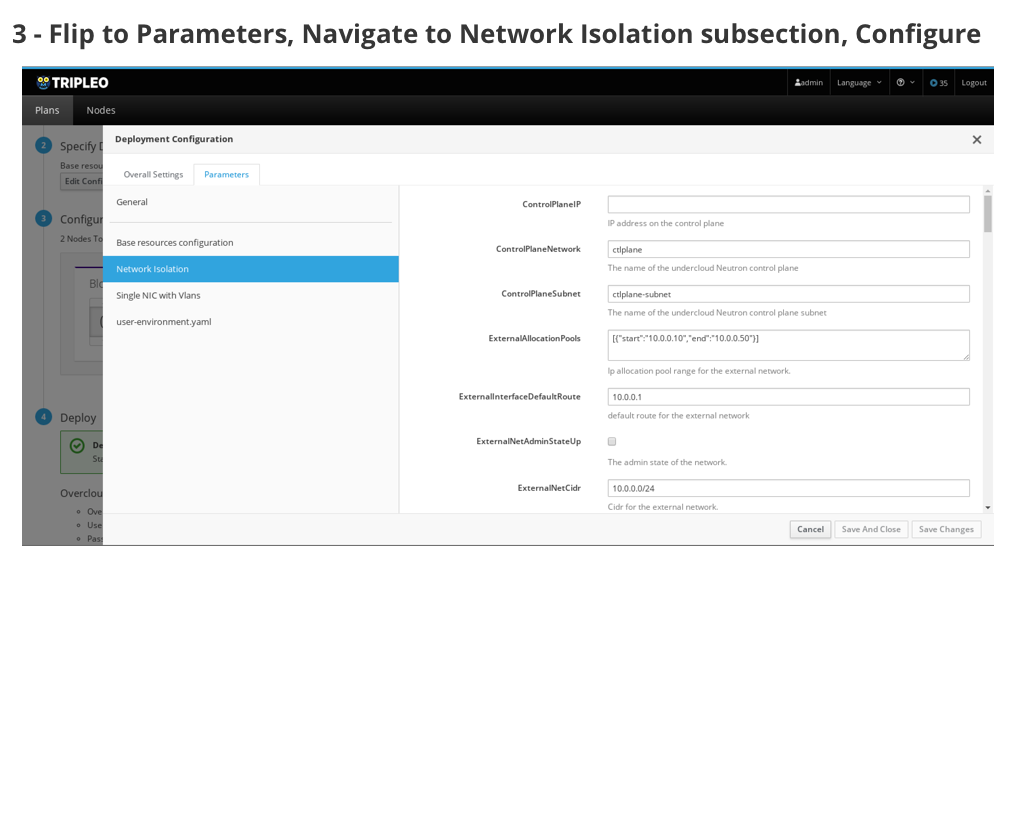 3 - Flip to Parameters, Navigate to Network Isolation subsection, Configure
TRIPLEO
admin
Language
35
Logout
Plans
Nodes
Deployment Configuration
2
Specify
Base resou
Edit Confi
3
Configur
2 Nodes To
Blo
4
Deploy
De
Sta
Overclou
Ove
Use
Pass
Overall Settings
Parameters
General
Base resources configuration
Network Isolation
Single NIC with Vlans
user-environment.yaml
ControlPlaneIP
IP address on the control plane
ControlPlaneNetwork
ctlplane
The name of the undercloud Neutron control plane
ControlPlaneSubnet
ctlplane-subnet
The name of the undercloud Neutron control plane subnet
ExternalAllocationPools
[{"start":"10.0.0.10","end":"10.0.0.50"}]
Ip allocation pool range for the external network.
ExternalInterfaceDefaultRoute
10.0.0.1
default route for the external network
ExternalNetAdminStateUp
The admin state of the network.
ExternalNetCidr
10.0.0.0/24
Cidr for the external network.
Cancel
Save And Close
Save Changes